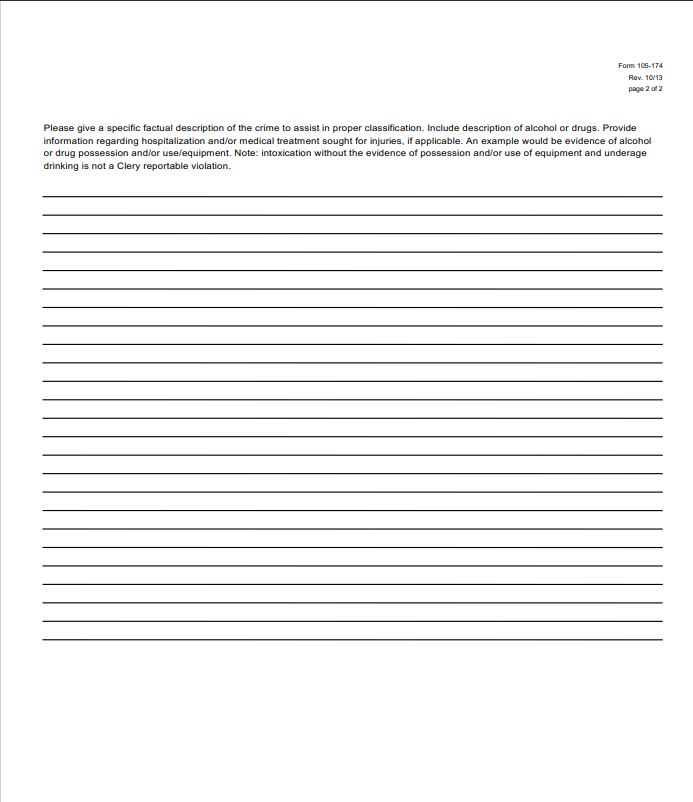 Form 105-174
Rev. 10/13
page 2 of 2
Please give a specific factual description of the crime to assist in proper classification. Include description of alcohol or drugs. Provide
information regarding hospitalization and/or medical treatment sought for injuries, if applicable. An example would be evidence of alcohol
or drug possession and/or use/equipment. Note: intoxication without the evidence of possession and/or use of equipment and underage
drinking is not a Clery reportable violation.